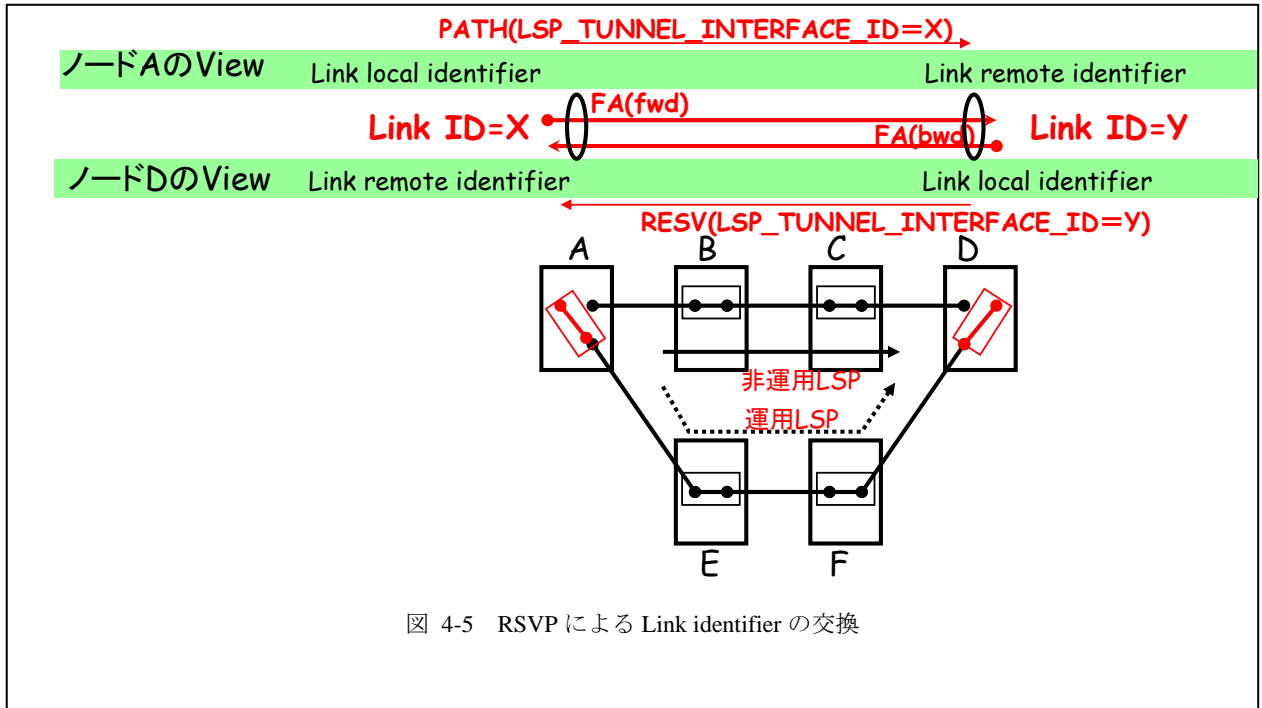 PATH(LSP_TUNNEL_INTERFACE_ID=X)
ノードAのView Link local identifier Link remote identifier
FA(fwd)
Link ID=X Link ID=Y
FA(bwd)
ノードDのView Link remote identifier Link local identifier
RESV(LSP_TUNNEL_INTERFACE_ID=Y)
A B C D
非運用LSP
運用LSP
E F
図 4-5 RSVP による Link identifier の交換